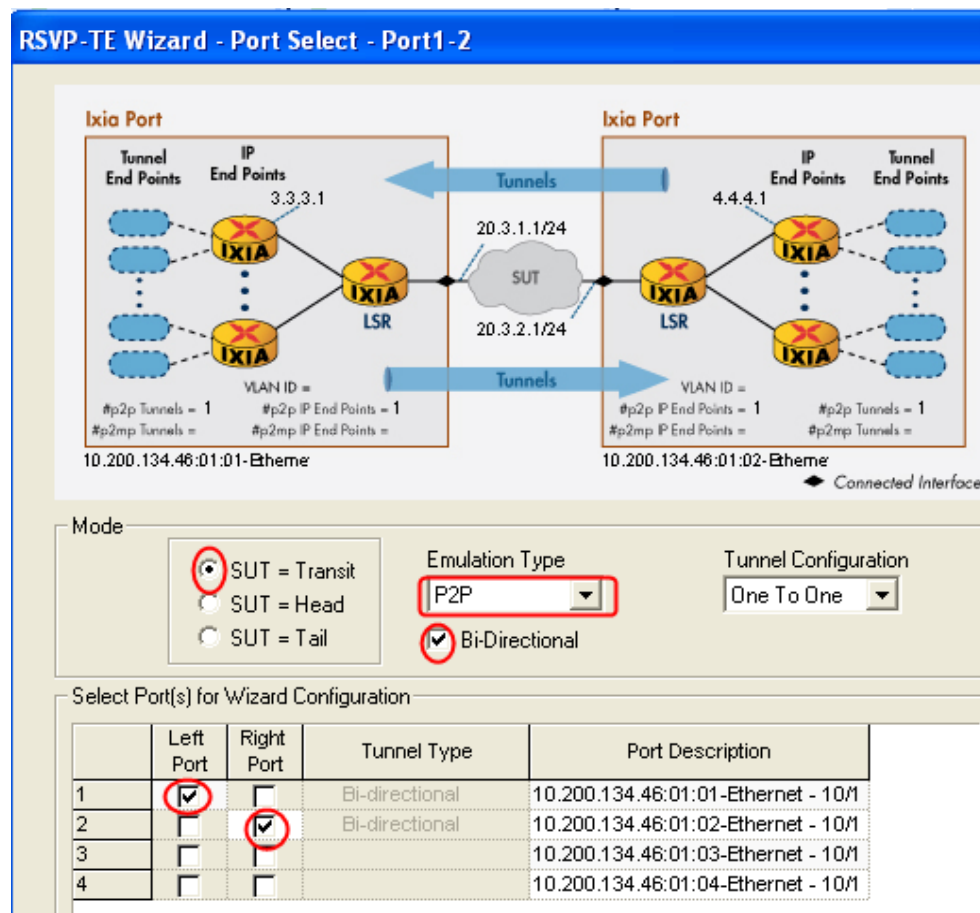 RSVP-TE Wizard - Port Select - Port1-2
Ixia Port
Ixia Port
Tunnel
End Points
IP
End Points
3.3.3.1
Tunnels
4.4.4.1
IP
End Points
Tunnel
End Points
20.3.1.1/24
SUT
20.3.2.1/24
IXIA
IXIA
LSR
IXIA
IXIA
IXIA
LSR
IXIA
Tunnels
VLAN ID =
#p2p Tunnels = 1
#p2p IP End Points = 1
#p2mp Tunnels =
#p2mp IP End Points =
VLAN ID =
#p2p IP End Points = 1
#p2p Tunnels = 1
#p2mp IP End Points =
#p2mp Tunnels =
10.200.134.46:01:01-Etherne
10.200.134.46:01:02-Etherne
Connected Interface
Mode
SUT = Transit
SUT = Head
SUT = Tail
Emulation Type
P2P
Bi-Directional
Tunnel Configuration
One To One
Select Port(s) for Wizard Configuration
Left Port
Right Port
Tunnel Type
Port Description
1 Bi-directional 10.200.134.46:01:01-Ethernet - 10/1
2 Bi-directional 10.200.134.46:01:02-Ethernet - 10/1
3 10.200.134.46:01:03-Ethernet - 10/1
4 10.200.134.46:01:04-Ethernet - 10/1